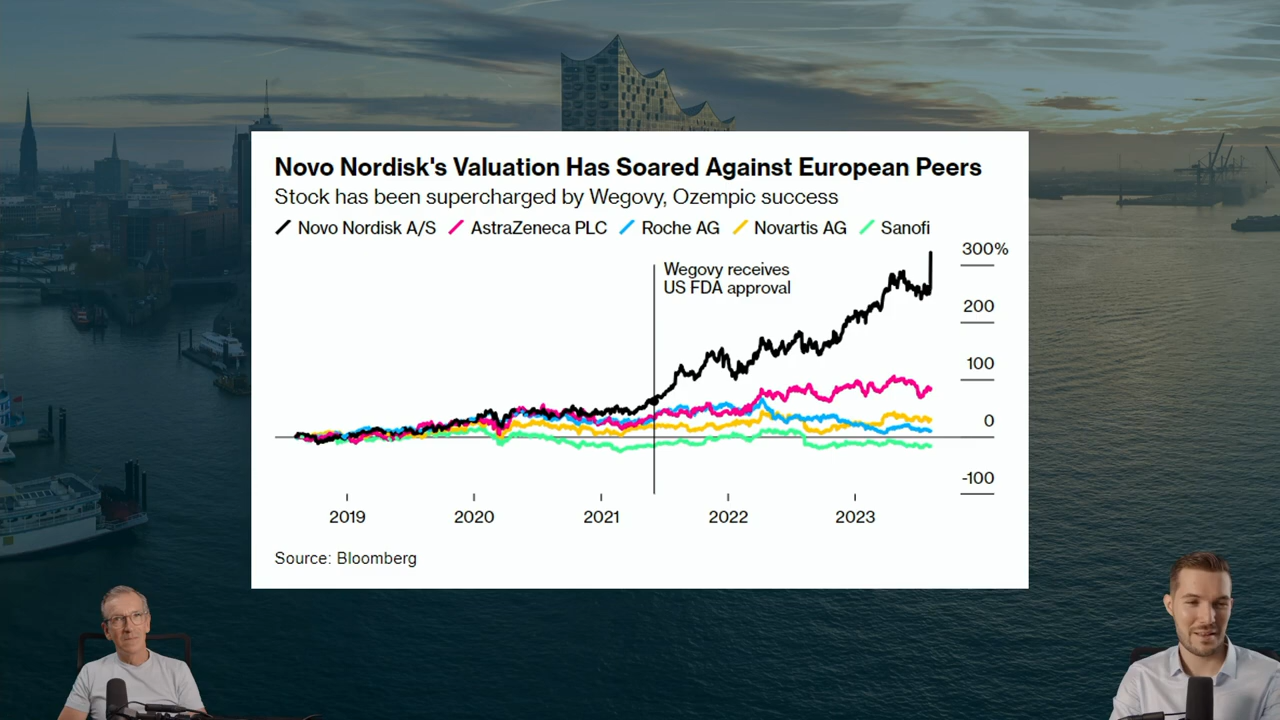 Novo Nordisk's Valuation Has Soared Against European Peers
Stock has been supercharged by Wegovy, Ozempic success
Novo Nordisk A/S AstraZeneca PLC Roche AG Novartis AG Sanofi
300%
Wegovy receives
US FDA approval
200
100
0
-100
2019 2020 2021 2022 2023
Source: Bloomberg